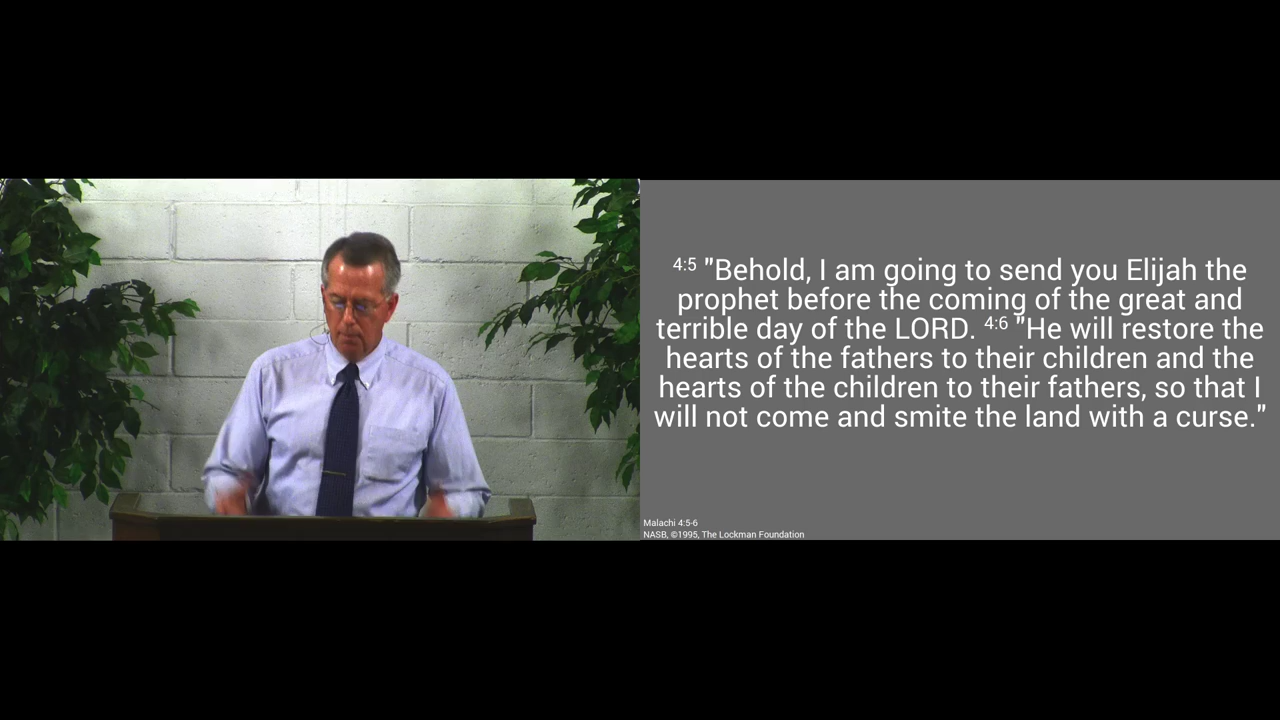 4:5 "Behold, I am going to send you Elijah the
prophet before the coming of the great and
terrible day of the LORD. 4:6 "He will restore the
hearts of the fathers to their children and the
hearts of the children to their fathers, so that I
will not come and smite the land with a curse."
Malachi 4:5-6
NASB, ©1995, The Lockman Foundation